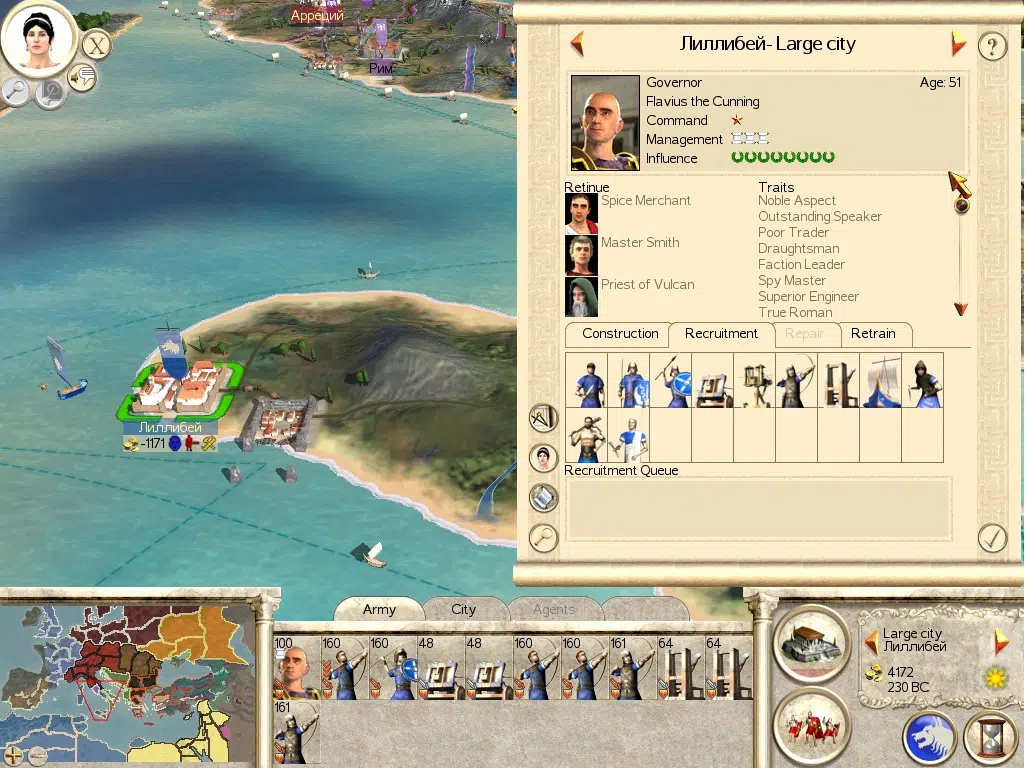 Арреций
Рим
X
Лиллибей
-1171
Лиллибей- Large city
?
Governor
Age: 51
Flavius the Cunning
Command
Management
Influence
Retinue
Traits
Spice Merchant
Noble Aspect
Outstanding Speaker
Poor Trader
Master Smith
Draughtsman
Faction Leader
Spy Master
Priest of Vulcan
Superior Engineer
True Roman
Construction
Recruitment
Repair
Retrain
Recruitment Queue
Army
City
Agents
100 160 160 48 48 160 160 161 64 64
161
Large city
Лиллибей
4172
230 BC